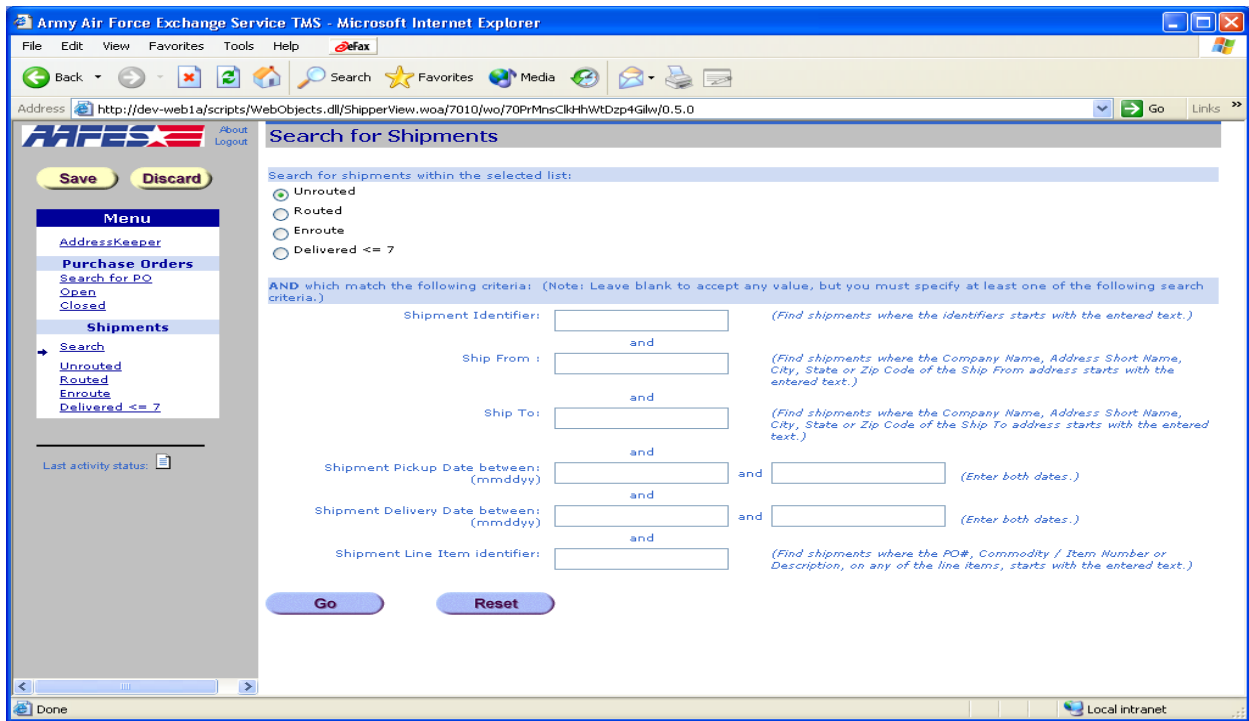 Army Air Force Exchange Service TMS - Microsoft Internet Explorer
File Edit View Favorites Tools Help eFax
Back Search Favorites Media
Address http://dev-web1a/scripts/WebObjects.dll/ShipperView.woa/7010/wo/70PrMnsClkHhWtDzp4Gilw/0.5.0 Go Links »
AAFES About
Logout
Save Discard
Menu
AddressKeeper
Purchase Orders
Search for PO
Open
Closed
Shipments
Search
Unrouted
Routed
Enroute
Delivered <= 7
Last activity status:
Search for Shipments
Search for shipments within the selected list:
Unrouted
Routed
Enroute
Delivered <= 7
AND which match the following criteria: (Note: Leave blank to accept any value, but you must specify at least one of the following search
criteria.)
Shipment Identifier: (Find shipments where the identifiers starts with the entered text.)
and
Ship From : (Find shipments where the Company Name, Address Short Name,
City, State or Zip Code of the Ship From address starts with the
entered text.)
and
Ship To: (Find shipments where the Company Name, Address Short Name,
City, State or Zip Code of the Ship To address starts with the entered
text.)
and
Shipment Pickup Date between: and (Enter both dates.)
(mmddyy)
and
Shipment Delivery Date between: and (Enter both dates.)
(mmddyy)
and
Shipment Line Item identifier: (Find shipments where the PO#, Commodity / Item Number or
Description, on any of the line items, starts with the entered text.)
Go Reset
Done Local intranet